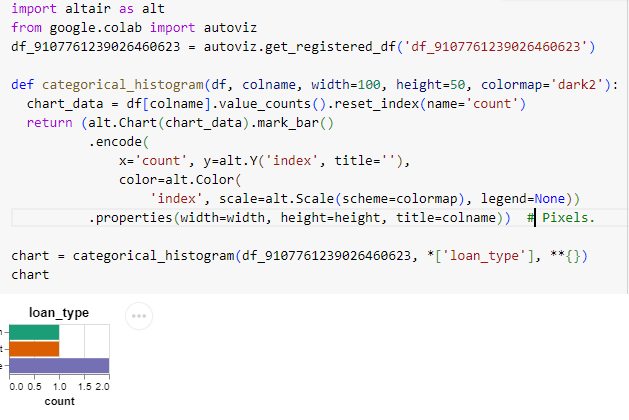 import altair as alt
from google.colab import autoviz
df_9107761239026460623 = autoviz.get_registered_df('df_9107761239026460623')
def categorical_histogram(df, colname, width=100, height=50, colormap='dark2'):
  chart_data = df[colname].value_counts().reset_index(name='count')
  return (alt.Chart(chart_data).mark_bar()
          .encode(
              x='count', y=alt.Y('index', title=''),
              color=alt.Color(
                  'index', scale=alt.Scale(scheme=colormap), legend=None))
          .properties(width=width, height=height, title=colname))  # Pixels.
chart = categorical_histogram(df_9107761239026460623, *['loan_type'], **{})
chart
loan_type
0.0 0.5 1.0 1.5 2.0
count